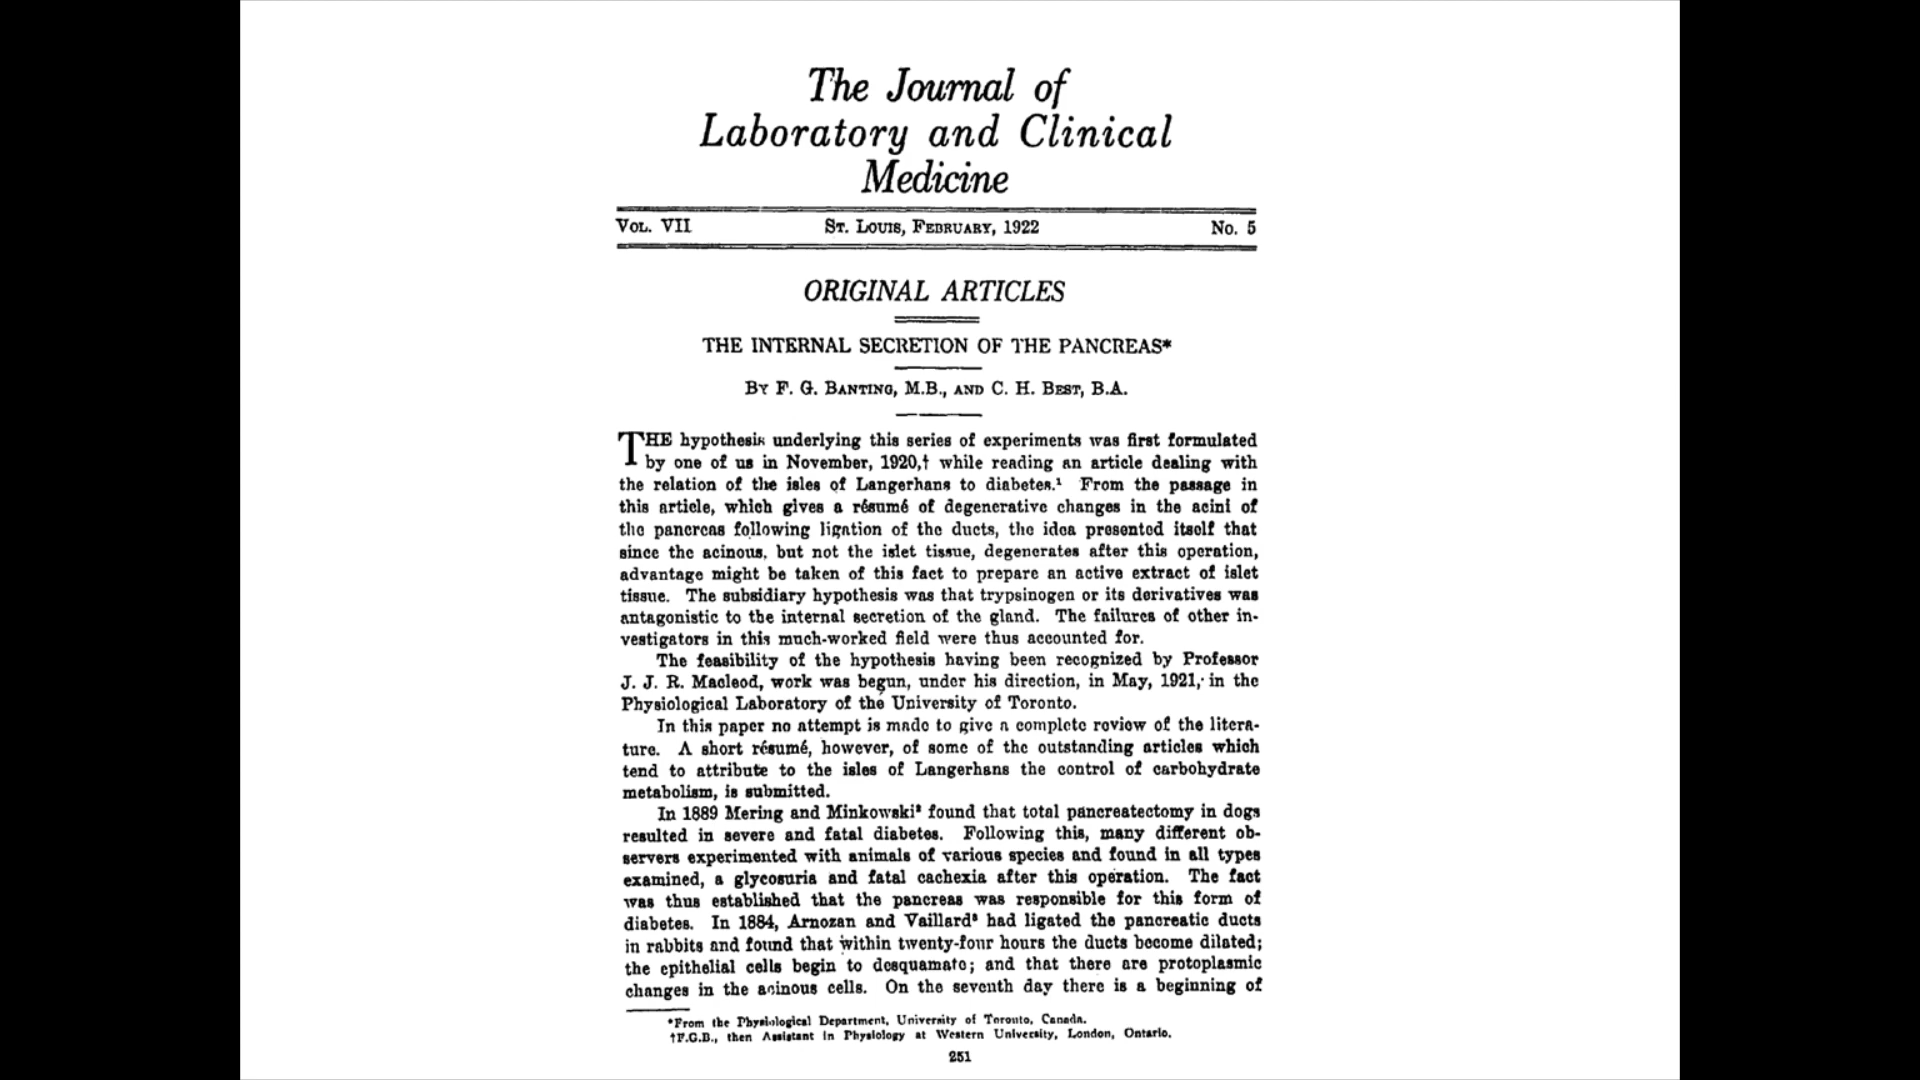 The Journal of
Laboratory and Clinical
Medicine
VOL. VII ST. LOUIS, FEBRUARY, 1922 No. 5
ORIGINAL ARTICLES
THE INTERNAL SECRETION OF THE PANCREAS*
BY F. G. BANTING, M.B., AND C. H. BEST, B.A.
THE hypothesis underlying this series of experiments was first formulated
by one of us in November, 1920,† while reading an article dealing with
the relation of the isles of Langerhans to diabetes.¹ From the passage in
this article, which gives a résumé of degenerative changes in the acini of
the pancreas following ligation of the ducts, the idea presented itself that
since the acinous, but not the islet tissue, degenerates after this operation,
advantage might be taken of this fact to prepare an active extract of islet
tissue. The subsidiary hypothesis was that trypsinogen or its derivatives was
antagonistic to the internal secretion of the gland. The failures of other in-
vestigators in this much-worked field were thus accounted for.
The feasibility of the hypothesis having been recognized by Professor
J. J. R. Macleod, work was begun, under his direction, in May, 1921, in the
Physiological Laboratory of the University of Toronto.
In this paper no attempt is made to give a complete review of the litera-
ture. A short résumé, however, of some of the outstanding articles which
tend to attribute to the isles of Langerhans the control of carbohydrate
metabolism, is submitted.
In 1889 Mering and Minkowski² found that total pancreatectomy in dogs
resulted in severe and fatal diabetes. Following this, many different ob-
servers experimented with animals of various species and found in all types
examined, a glycosuria and fatal cachexia after this operation. The fact
was thus established that the pancreas was responsible for this form of
diabetes. In 1884, Arnozan and Vaillard³ had ligated the pancreatic ducts
in rabbits and found that within twenty-four hours the ducts become dilated;
the epithelial cells begin to desquamate; and that there are protoplasmic
changes in the acinous cells. On the seventh day there is a beginning of
*From the Physiological Department, University of Toronto, Canada.
†F.G.B., then Assistant in Physiology at Western University, London, Ontario.
251